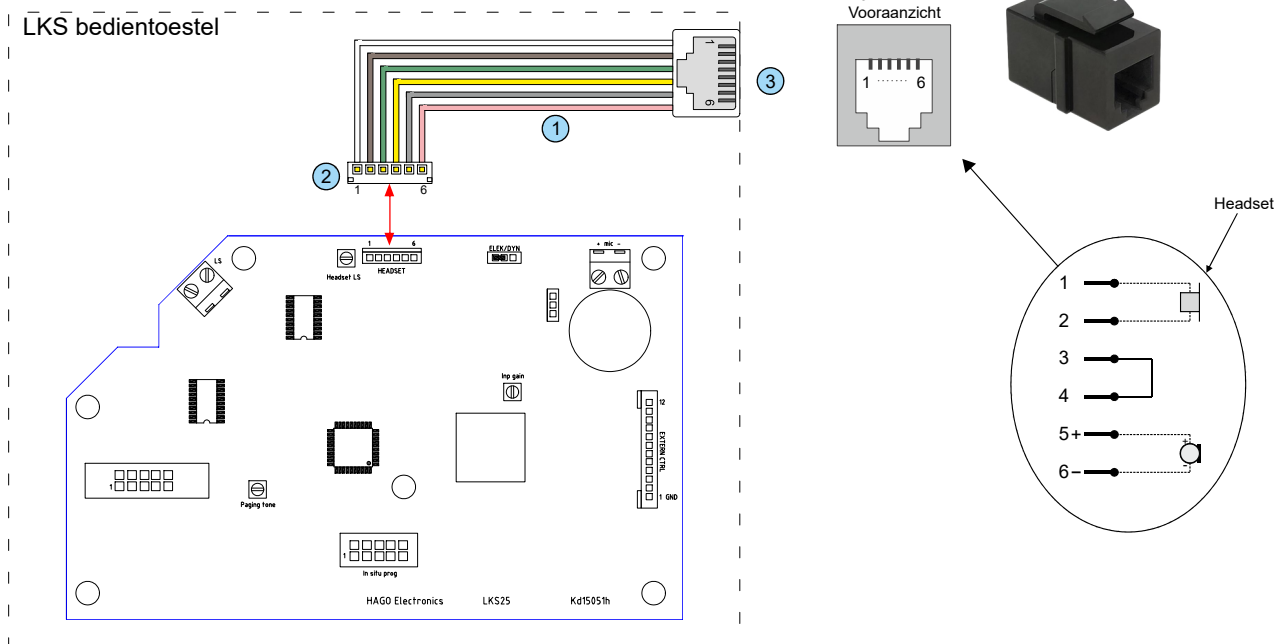 LKS bedientoestel
Vooraanzicht
1 6
1
6
3
1
2
1 6
Headset
LS
Headset LS
1 6
HEADSET
ELEK/DYN
+ mic -
1
2
3
4
5+
6-
+
-
Inp gain
12
EXTERN CTRL
1 GND
1
Paging tone
1
In situ prog
HAGO Electronics LKS25 Kd15051h